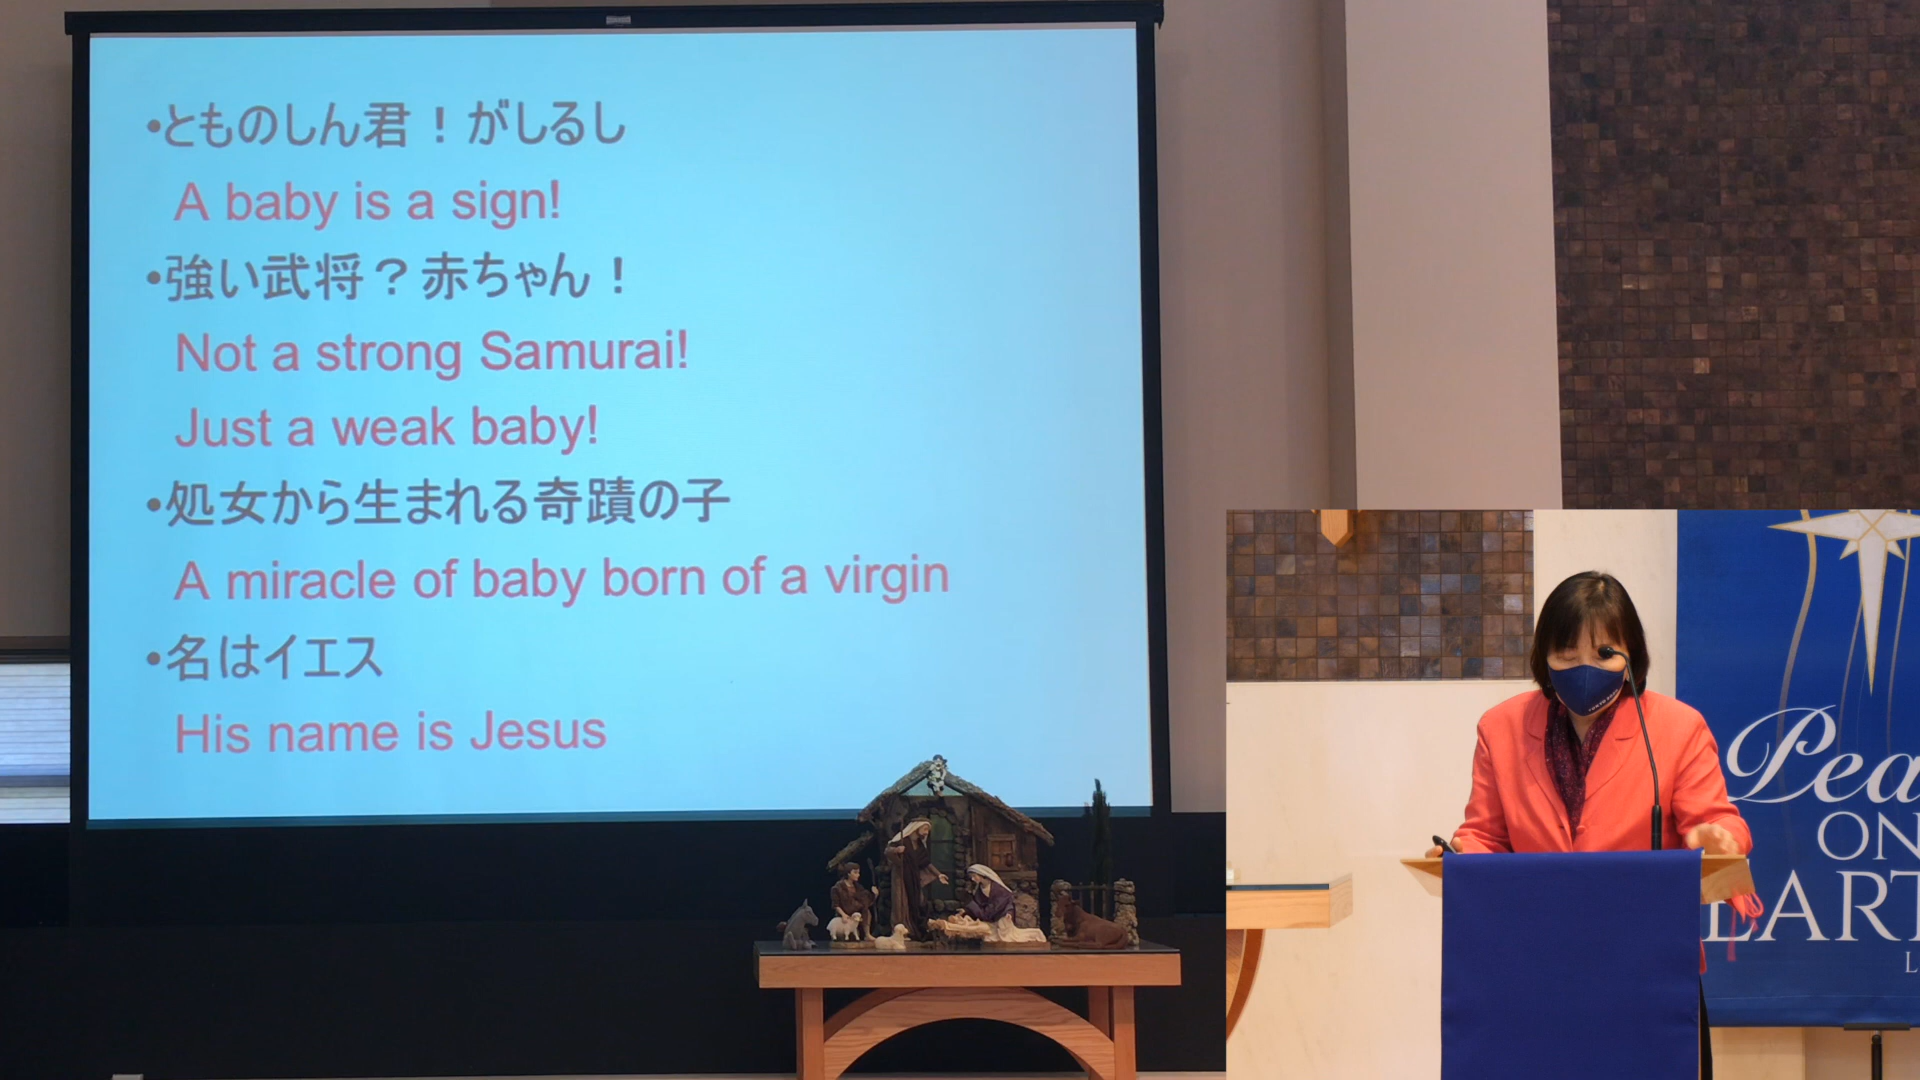 •とものしん君！がしるし
A baby is a sign!
•強い武将？赤ちゃん！
Not a strong Samurai!
Just a weak baby!
•処女から生まれる奇蹟の子
A miracle of baby born of a virgin
•名はイエス
His name is Jesus
Pea
ON
EART
L